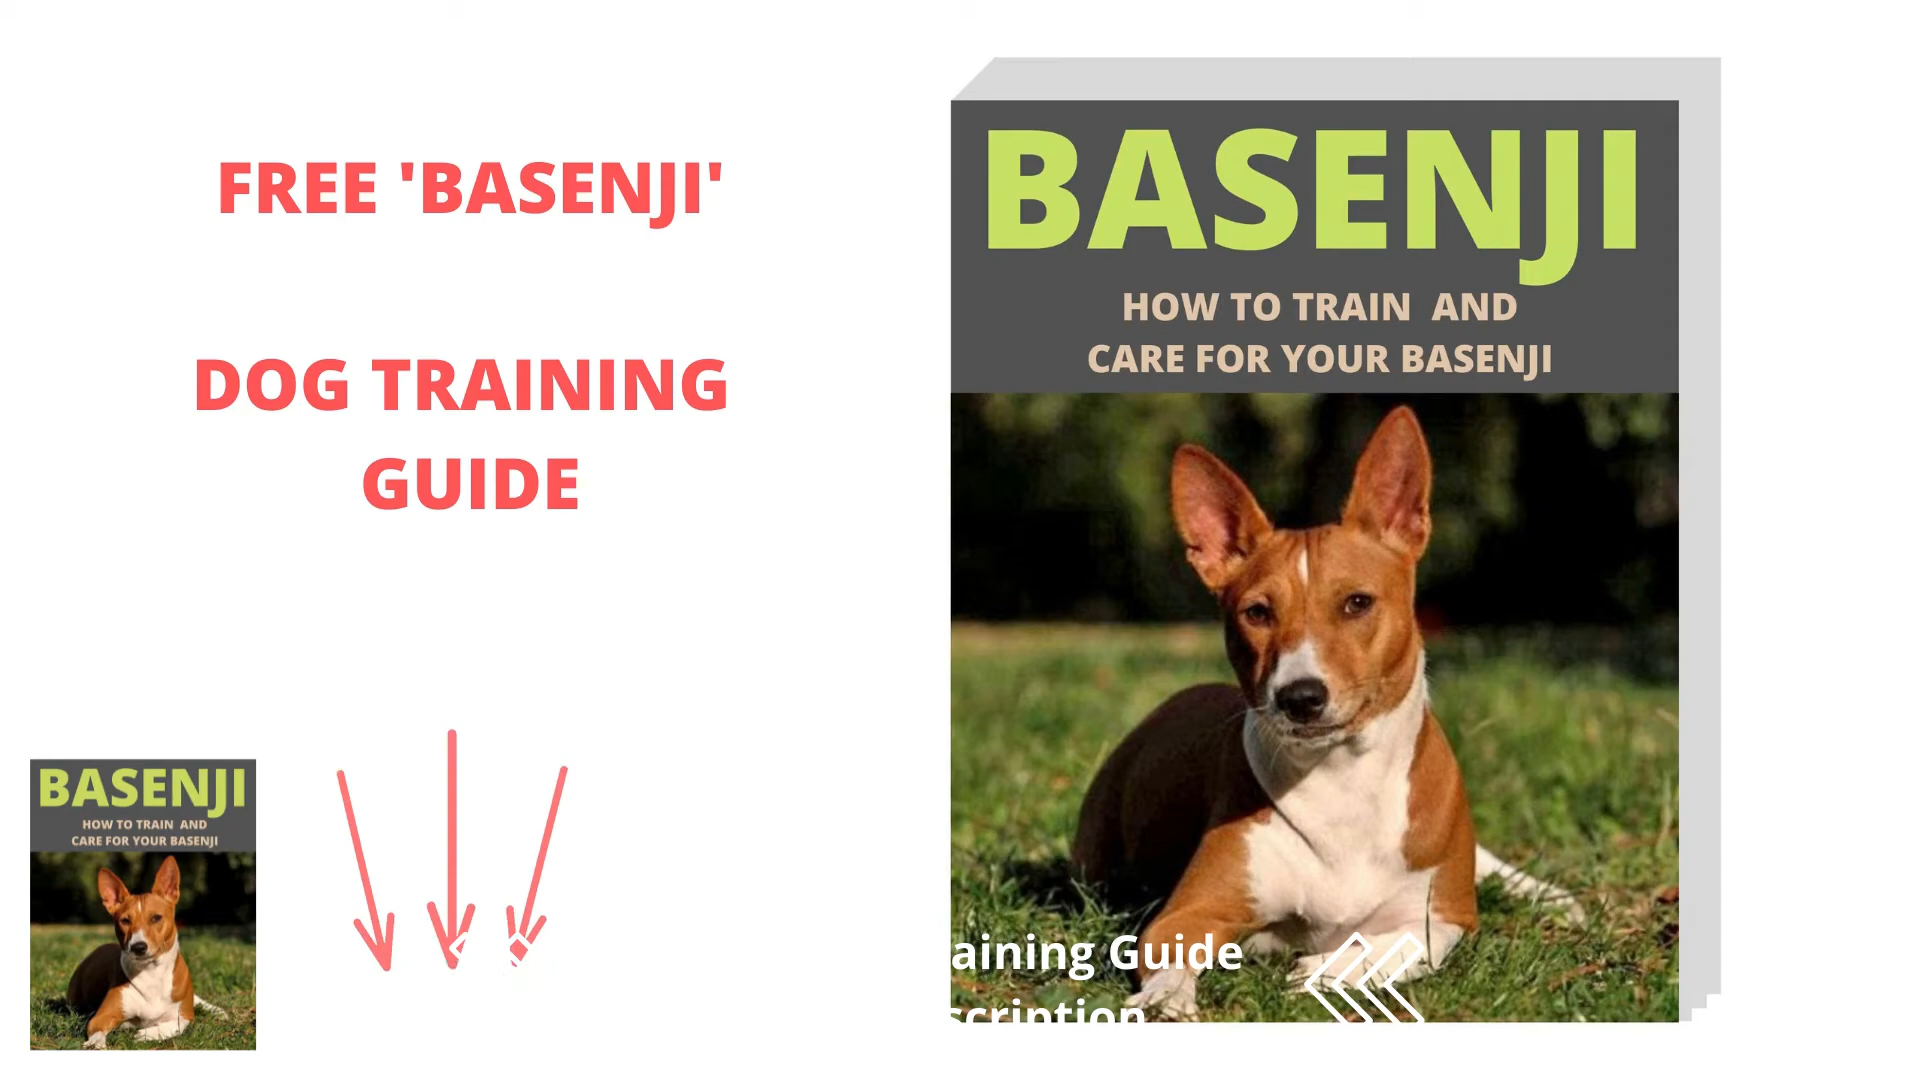 FREE 'BASENJI'
DOG TRAINING
GUIDE
BASENJI
HOW TO TRAIN AND
CARE FOR YOUR BASENJI
BASENJI
HOW TO TRAIN AND
CARE FOR YOUR BASENJI
Guide